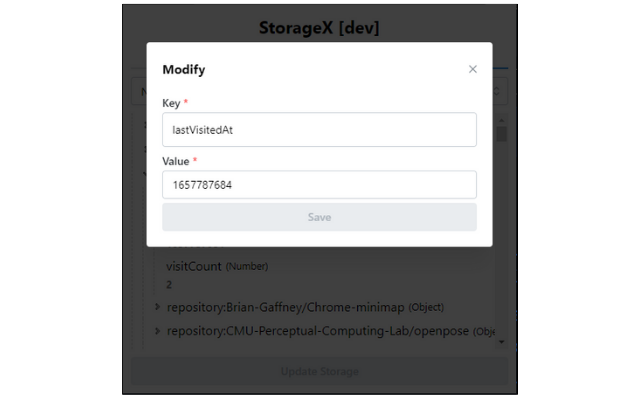 StorageX [dev]
Modify
Key *
lastVisitedAt
Value *
1657787684
Save
visitCount (Number)
2
repository:Brian-Gaffney/Chrome-minimap (Object)
repository:CMU-Perceptual-Computing-Lab/openpose (Obje
Update Storage